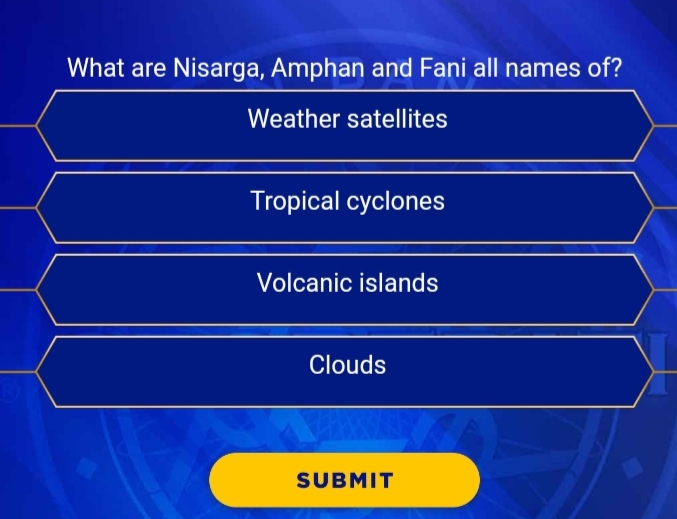 What are Nisarga, Amphan and Fani all names of?
Weather satellites
Tropical cyclones
Volcanic islands
Clouds
SUBMIT